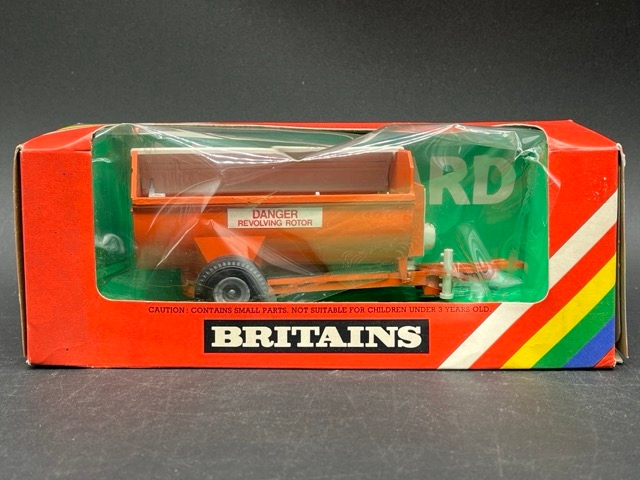 RD
DANGER
REVOLVING ROTOR
CAUTION: CONTAINS SMALL PARTS. NOT SUITABLE FOR CHILDREN UNDER 3 YEARS OLD.
BRITAINS